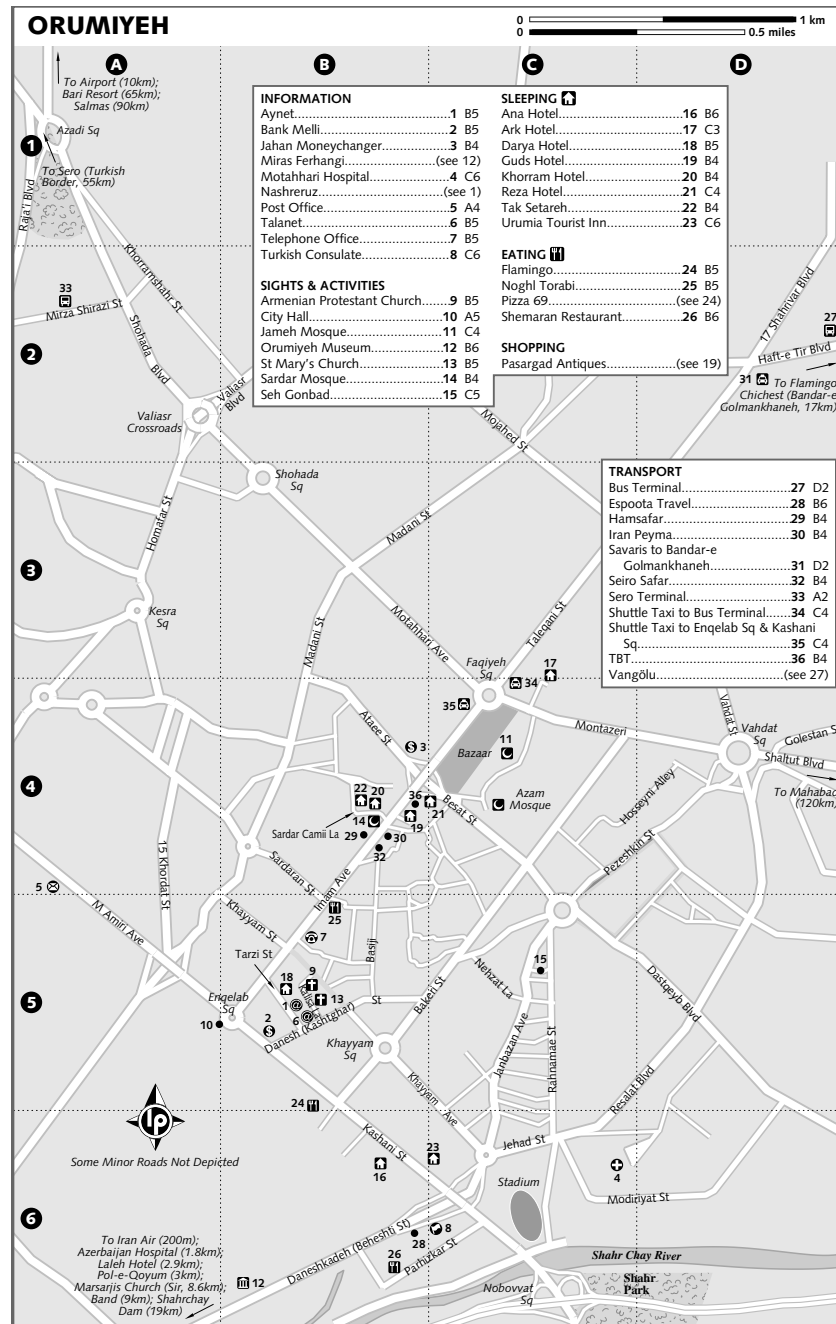 ORUMIYEH
0 1 km
0 0.5 miles
A B C D
To Airport (10km);
Bari Resort (65km);
Salmas (90km)
Azadi Sq
1
To Sero (Turkish
Border, 55km)
Raja'i Blvd
INFORMATION
Aynet 1 B5
Bank Melli 2 B5
Jahan Moneychanger 3 B4
Miras Ferhangi (see 12)
Motahhari Hospital 4 C6
Nashreruz (see 1)
Post Office 5 A4
Talanet 6 B5
Telephone Office 7 B5
Turkish Consulate 8 C6
SIGHTS & ACTIVITIES
Armenian Protestant Church 9 B5
City Hall 10 A5
Jameh Mosque 11 C4
Orumiyeh Museum 12 B6
St Mary's Church 13 B5
Sardar Mosque 14 B4
Seh Gonbad 15 C5
SLEEPING
Ana Hotel 16 B6
Ark Hotel 17 C3
Darya Hotel 18 B5
Guds Hotel 19 B4
Khorram Hotel 20 B4
Reza Hotel 21 C4
Tak Setareh 22 B4
Urumia Tourist Inn 23 C6
EATING
Flamingo 24 B5
Noghl Torabi 25 B5
Pizza 69 (see 24)
Shemaran Restaurant 26 B6
SHOPPING
Pasargad Antiques (see 19)
Khorramshahr St
33
Mirza Shirazi St
Shohada Blvd
2
Valiasr
Blvd
Valiasr
Crossroads
17 Shahrivar Blvd
27
Haft-e Tir Blvd
31
To Flamingo,
Chichest (Bandar-e
Golmankhaneh, 17km)
Mojahed St
Shohada
Sq
TRANSPORT
Bus Terminal 27 D2
Espoota Travel 28 B6
Hamsafar 29 B4
Iran Peyma 30 B4
Savaris to Bandar-e
Golmankhaneh 31 D2
Seiro Safar 32 B4
Sero Terminal 33 A2
Shuttle Taxi to Bus Terminal 34 C4
Shuttle Taxi to Enqelab Sq & Kashani
Sq 35 C4
TBT 36 B4
Vangölu (see 27)
Homafar St
Madani St
3
Kesra
Sq
Madani St
Motahhari Ave
Taleqani St
Faqiyeh
Sq
17
34
35
Ataee St
3
Bazaar
11
Montazeri
Vahdat St
Vahdat
Sq
Golestan S
Shaltut Blvd
To Mahabad
(120km)
4
22 20
36
21
19
Besat St
Azam
Mosque
Hosseyni Alley
Pezeshkin St
14
Sardar Camii La
29 30
32
Sardaran St
15 Khordat St
5
M Amiri Ave
Imam Ave
Khayyam St
25
7
Tarzi St
Basiji
9
18
1
13
6
St
2
Danesh (Kashtghar)
Enqelab
Sq
10
5
Khayyam
Sq
Bakeri St
Nehzat La
15
Janbazan Ave
Rahnamae St
Dastqeyb Blvd
Resalat Blvd
24
Khayyam Ave
lp
Some Minor Roads Not Depicted
Kashani St
23
16
Jehad St
4
Modiriyat St
Stadium
6
To Iran Air (200m);
Azerbaijan Hospital (1.8km);
Laleh Hotel (2.9km);
Pol-e-Qoyum (3km);
Marsarjis Church (Sir, 8.6km);
Band (9km); Shahrchay
Dam (19km)
Daneshkadeh (Beheshti St)
8
28
Parhizkar St
26
12
Shahr Chay River
Shahr
Park
Nobovvat
Sq